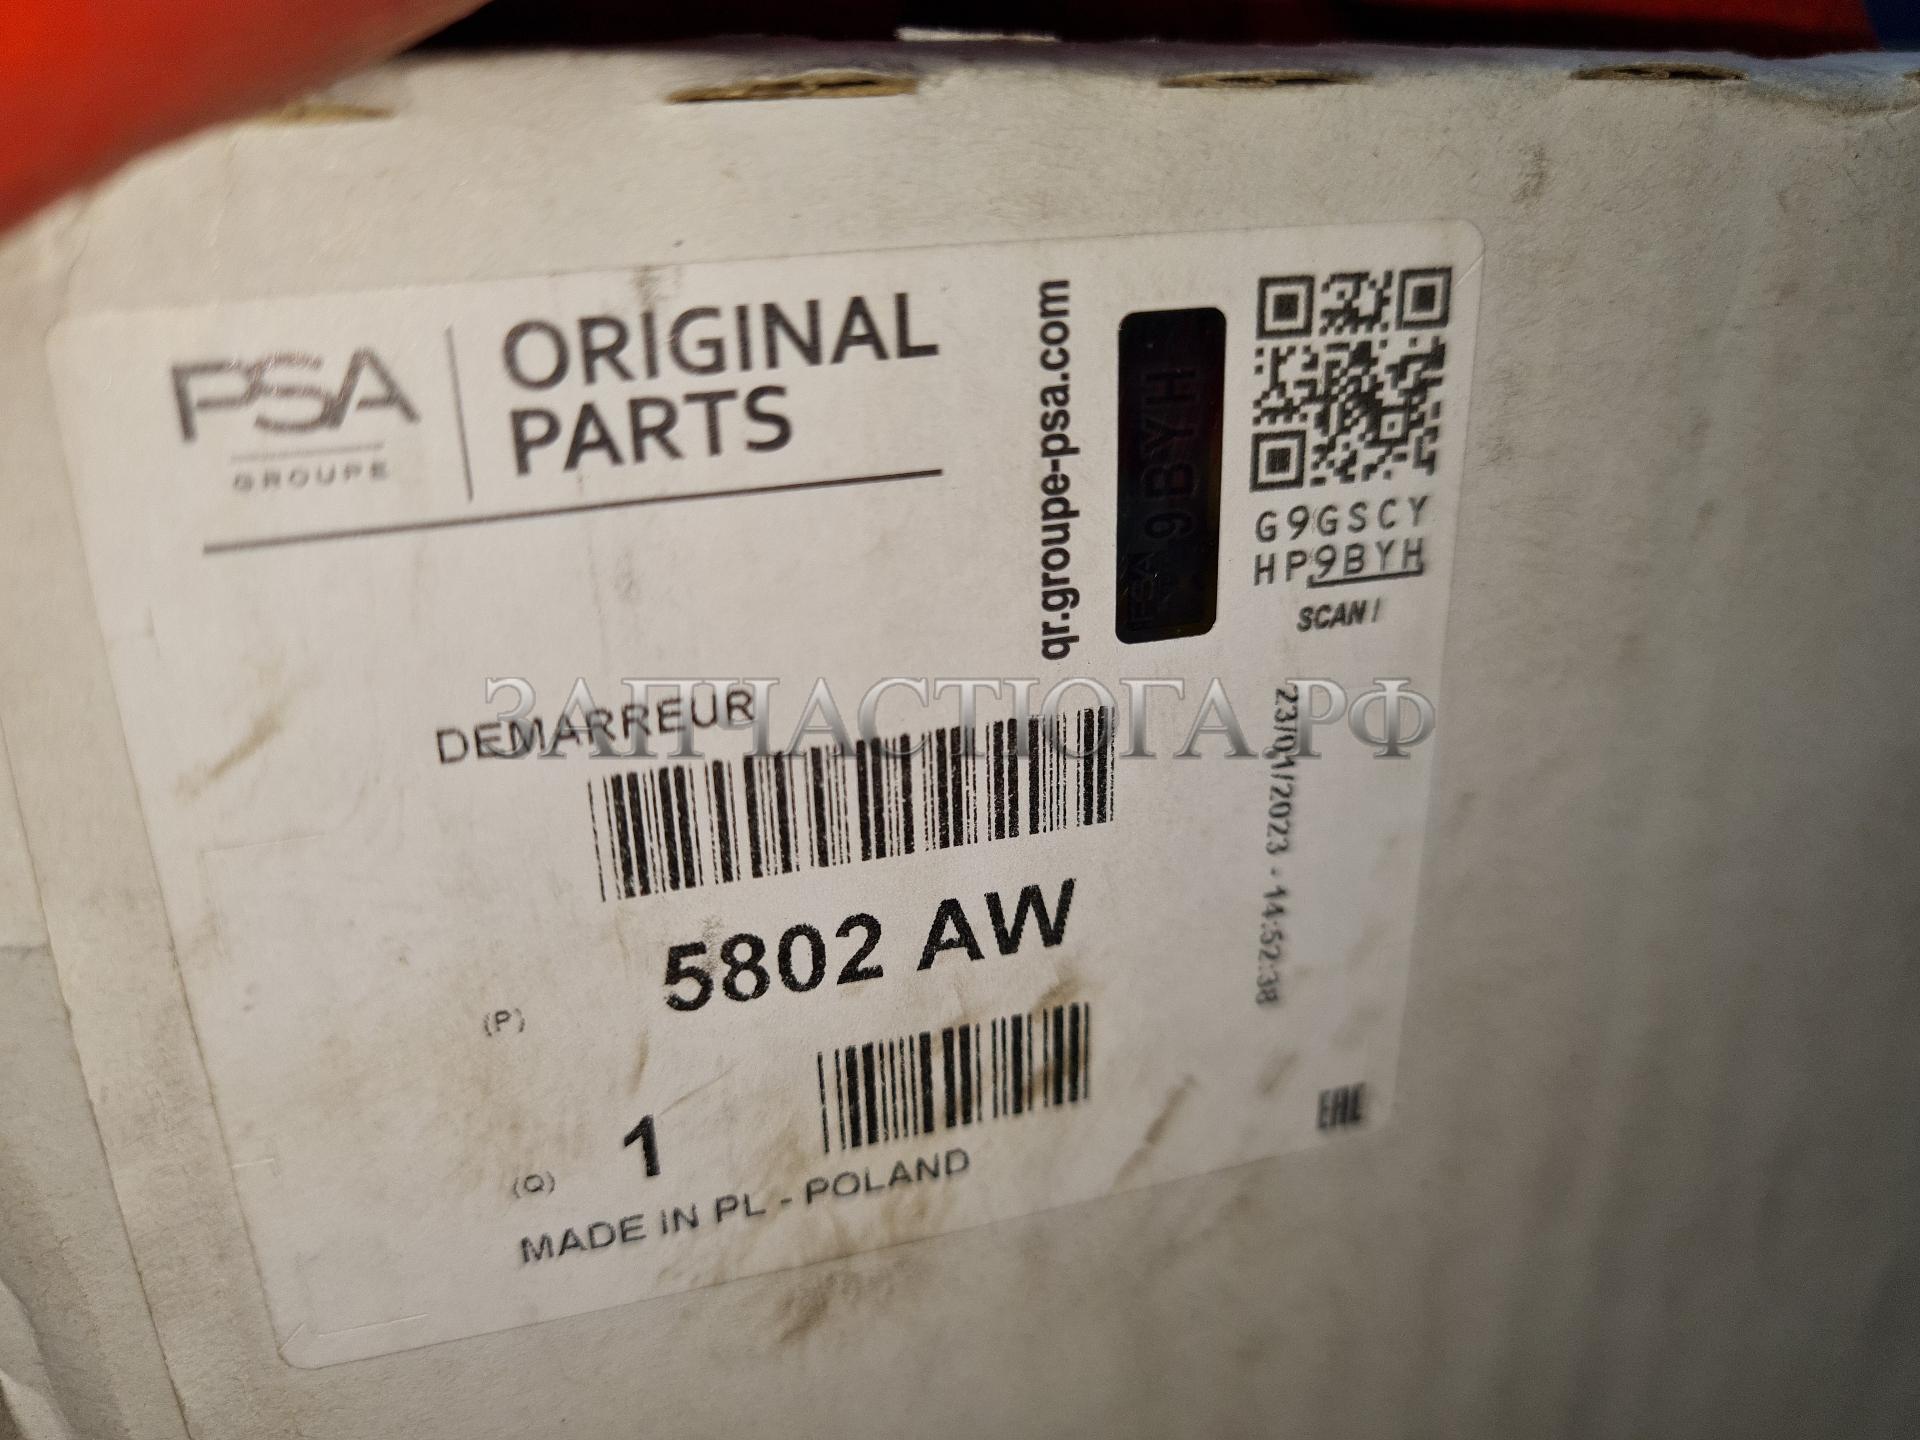 PSA
GROUPE
ORIGINAL
PARTS
qr.groupe-psa.com
9BYH
G9GSCY
HP9BYH
SCAN!
ЗАПЧАСТЮГА.РФ
DEMARREUR
23/01/2023 - 14:52:38
(P)
5802 AW
(Q)
1
MADE IN PL - POLAND
EAC